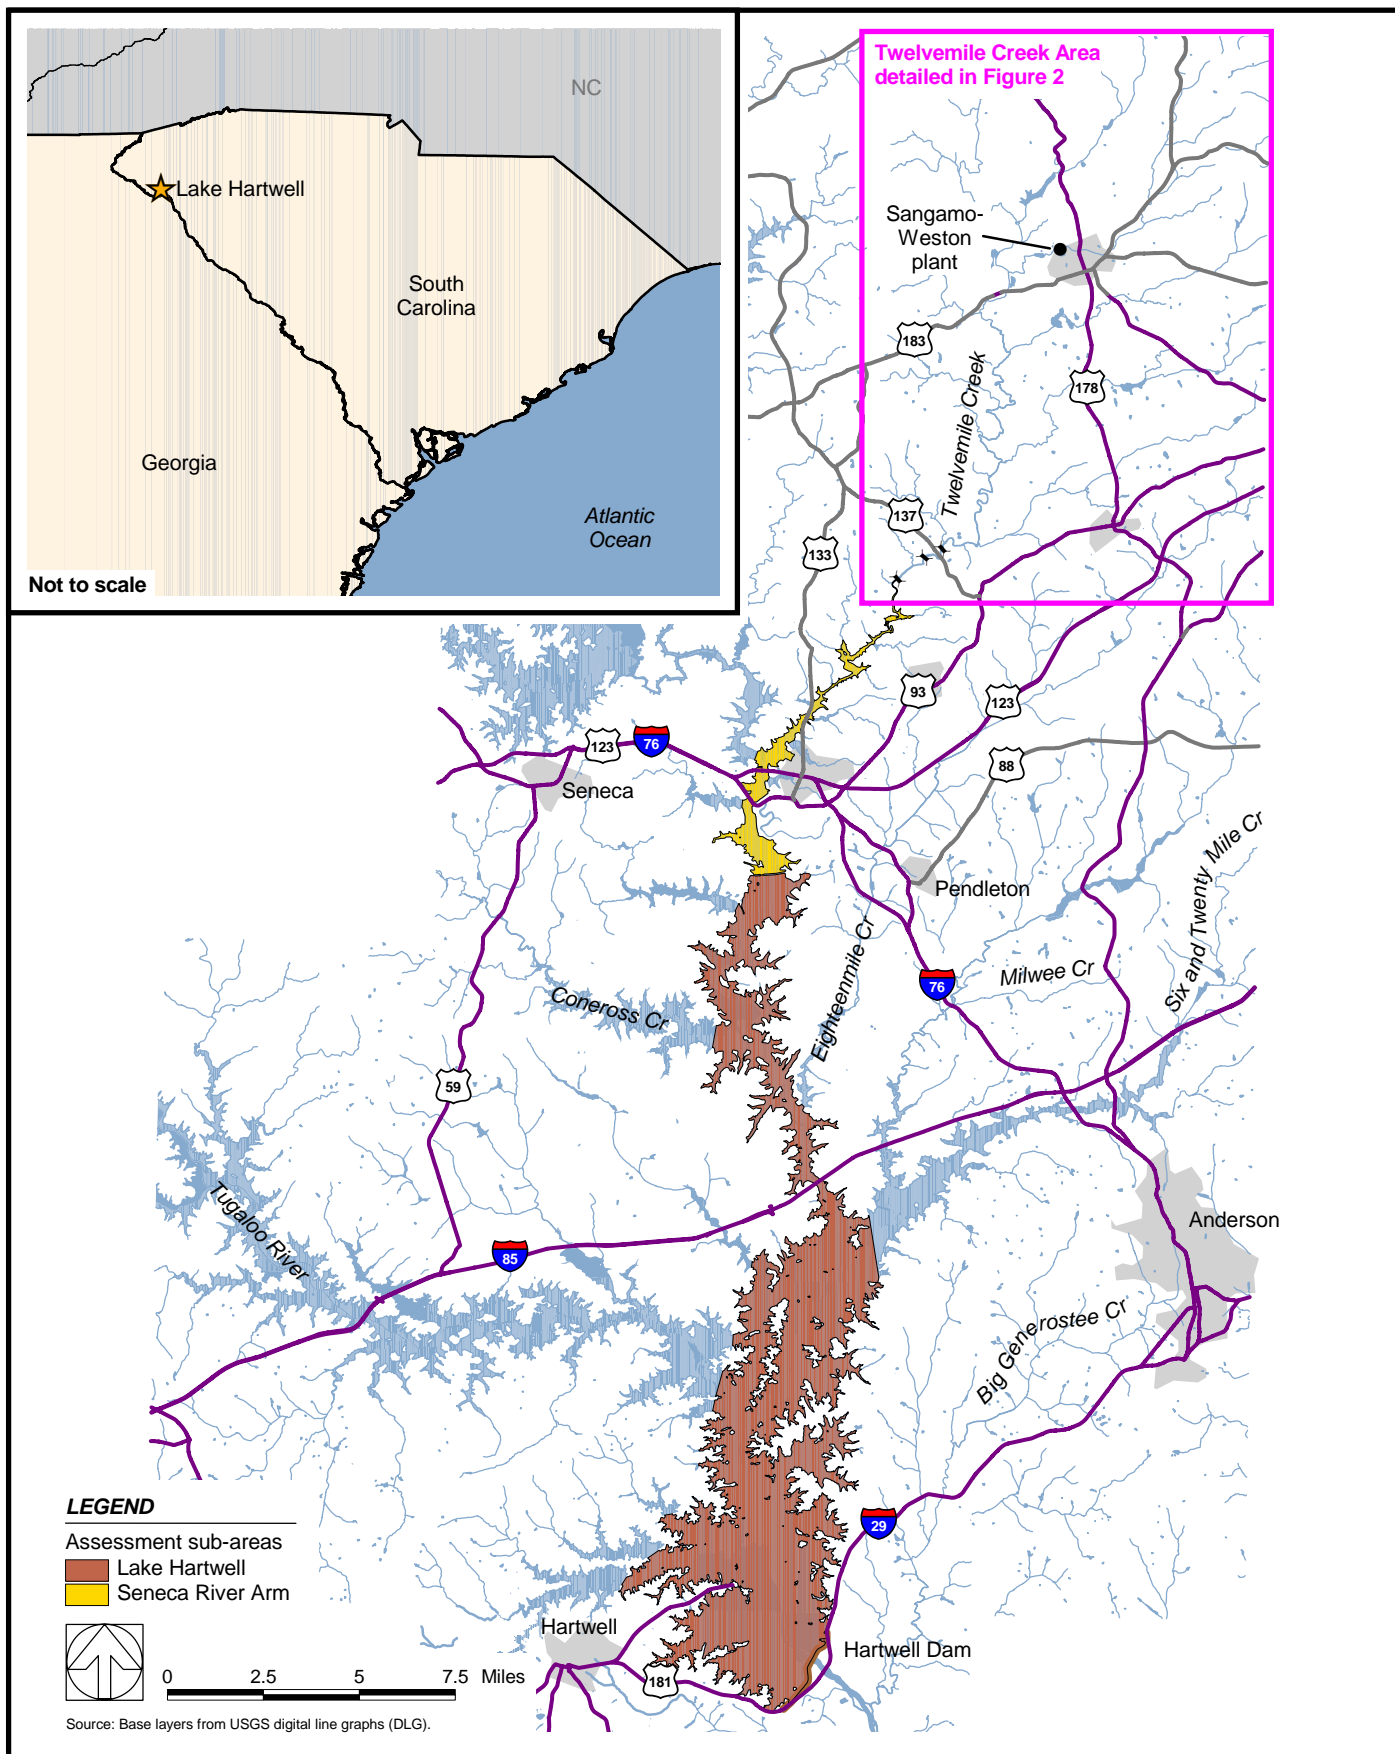 NC
Lake Hartwell
South
Carolina
Georgia
Atlantic
Ocean
Not to scale
Twelvemile Creek Area
detailed in Figure 2
Sangamo-
Weston
plant
183
178
Twelvemile Creek
137
133
93
123
123
76
88
Seneca
Pendleton
Six and Twenty Mile Cr
Eighteenmile Cr
Milwee Cr
76
Coneross Cr
59
Tugaloo River
85
Anderson
Big Generostee Cr
29
Hartwell
181
Hartwell Dam
LEGEND
Assessment sub-areas
Lake Hartwell
Seneca River Arm
0 2.5 5 7.5 Miles
Source: Base layers from USGS digital line graphs (DLG).